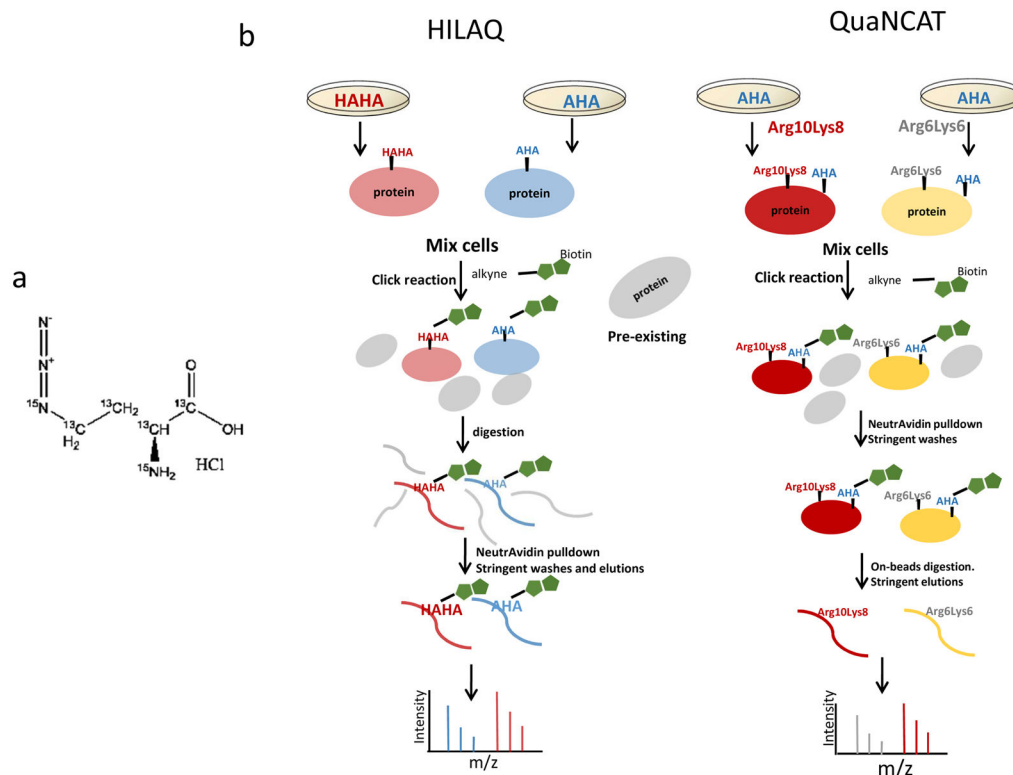 b
HILAQ
QuaNCAT
HAHA
AHA
AHA
AHA
Arg10Lys8
Arg6Lys6
HAHA
AHA
protein
protein
Arg10Lys8
AHA
Arg6Lys6
AHA
protein
protein
Mix cells
Click reaction
alkyne
Biotin
protein
Pre-existing
Mix cells
Click reaction
alkyne
Biotin
HAHA
AHA
Arg10Lys8
AHA
Arg6Lys6
AHA
a
N-
N+
15N
13C
H2
13CH2
13CH
15NH2
13C
O
OH
HCl
digestion
NeutrAvidin pulldown
Stringent washes
HAHA
AHA
Arg10Lys8
AHA
Arg6Lys6
AHA
NeutrAvidin pulldown
Stringent washes and elutions
On-beads digestion.
Stringent elutions
HAHA
AHA
Arg10Lys8
Arg6Lys6
Intensity
m/z
Intensity
m/z